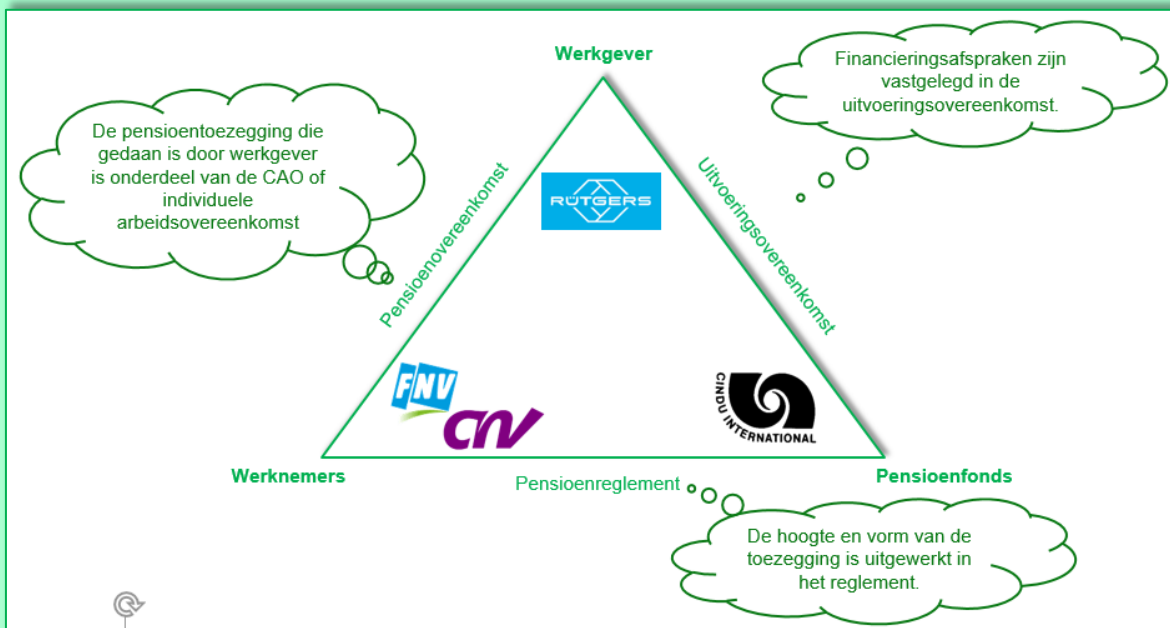 Werkgever
Financieringsafspraken zijn
vastgelegd in de
uitvoeringsovereenkomst.
De pensioentoezegging die
gedaan is door werkgever
is onderdeel van de CAO of
individuele
arbeidsovereenkomst
Pensioenovereenkomst
RÜTGERS
Uitvoeringsovereenkomst
FNV
CNV
CINDU INTERNATIONAL
Werknemers
Pensioenreglement
Pensioenfonds
De hoogte en vorm van de
toezegging is uitgewerkt in
het reglement.